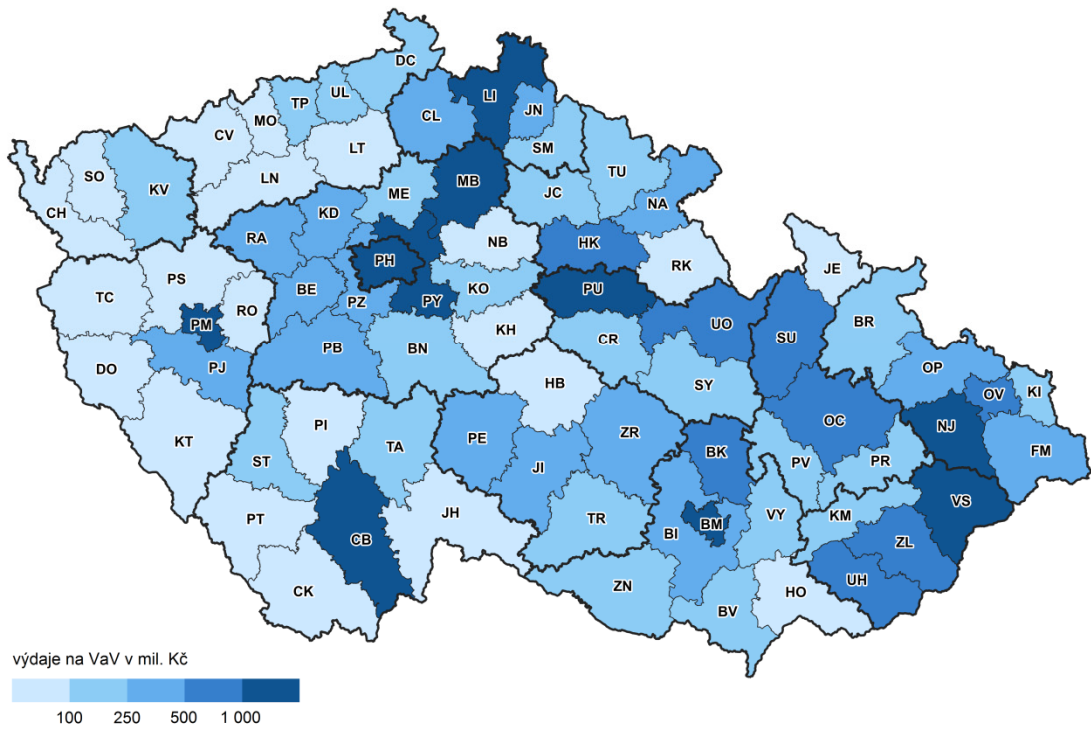 DC
UL
TP
LI
MO
CL
JN
CV
LT
SM
TU
SO
LN
MB
KV
ME
JC
CH
KD
NA
RA
NB
HK
PH
RK
JE
PS
BE
PZ
PY
KO
PU
TC
RO
BR
PM
KH
UO
SU
PB
BN
CR
DO
PJ
OP
HB
SY
OV
KI
OC
NJ
KT
PI
TA
PE
ZR
FM
ST
JI
BK
PV
PR
VS
PT
JH
TR
BM
VY
KM
CB
BI
ZL
UH
CK
ZN
BV
HO
výdaje na VaV v mil. Kč
100 250 500 1 000